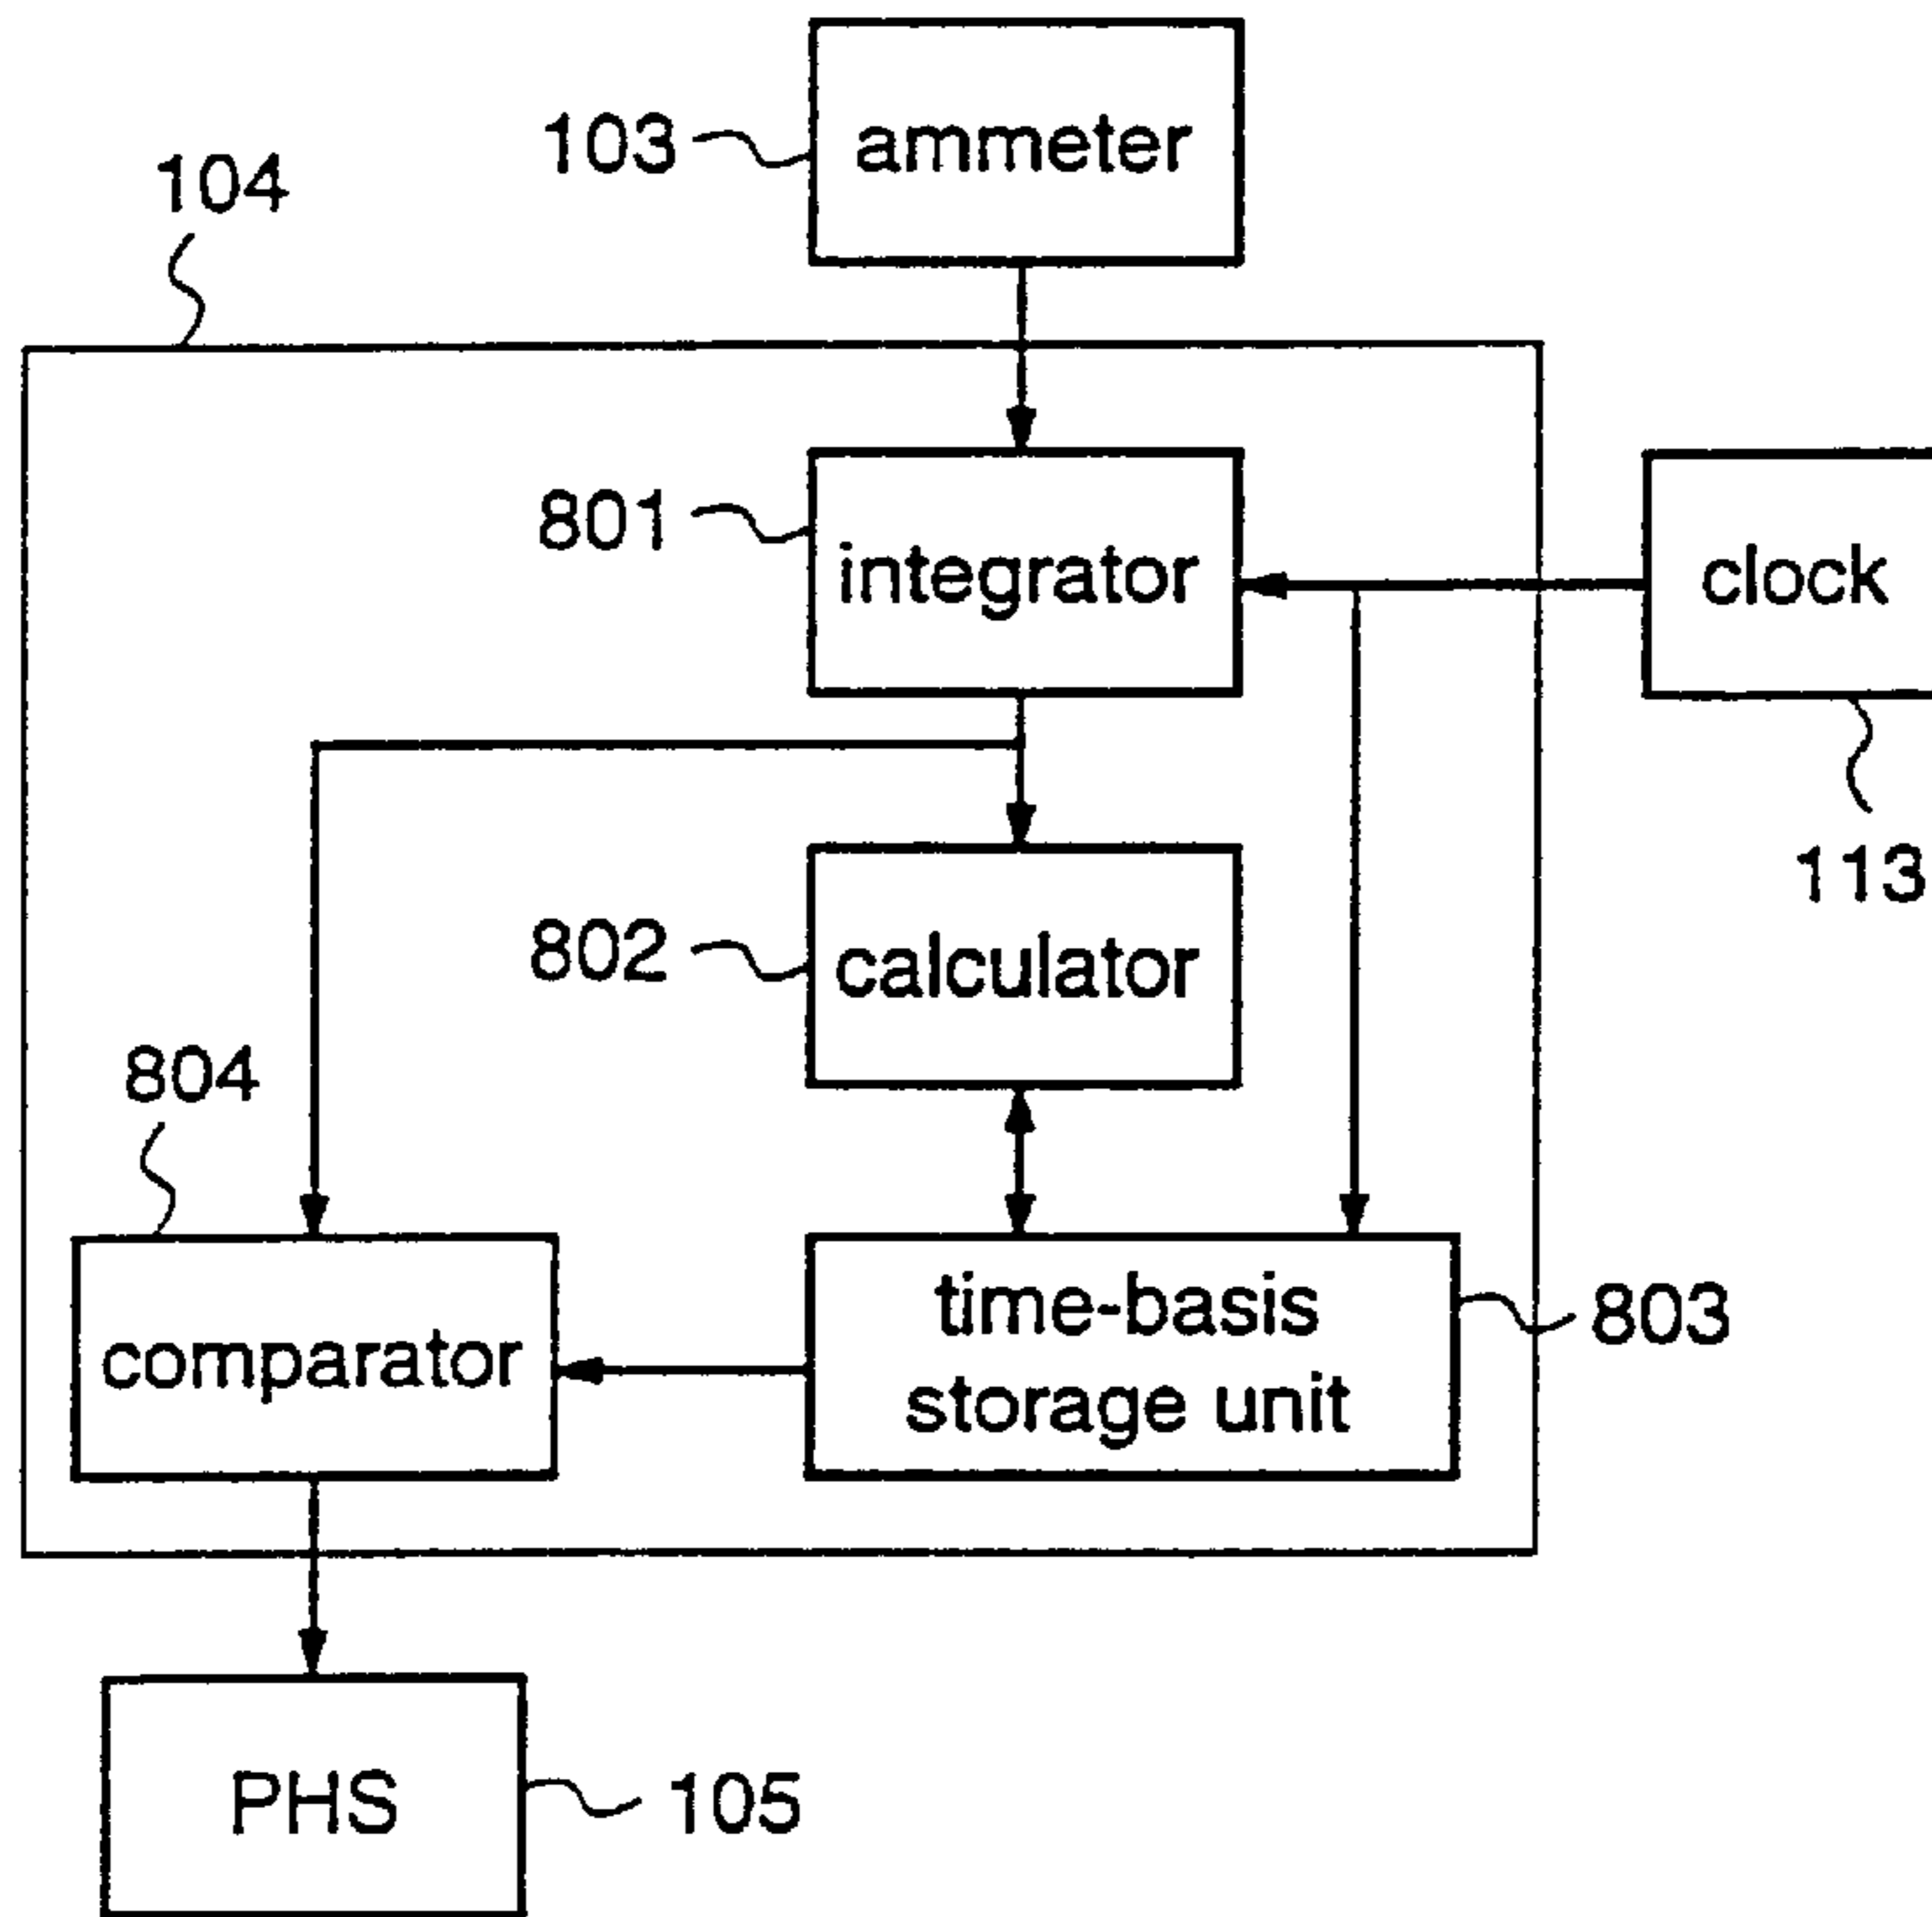 103
ammeter
104
801
integrator
clock
113
802
calculator
804
comparator
time-basis
storage unit
803
PHS
105